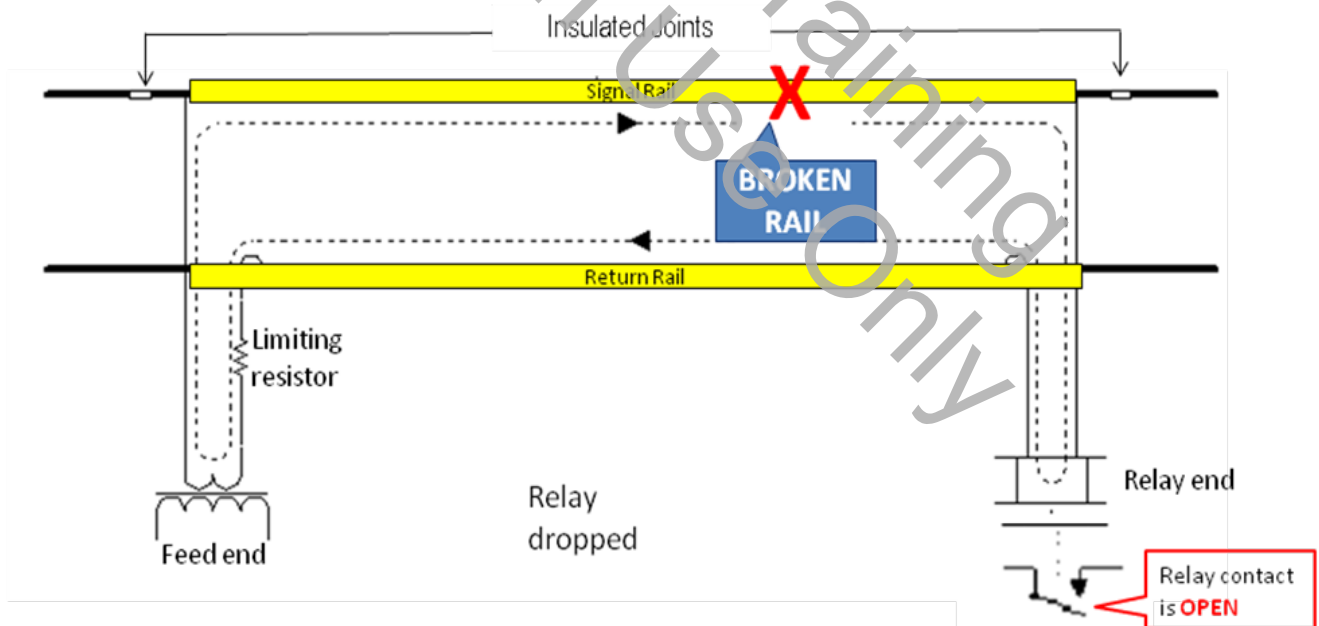 Insulated Joints
Signal Rail
X
BROKEN
RAIL
Return Rail
Limiting
resistor
Relay
dropped
Feed end
Relay end
Relay contact
is OPEN
Training
Use Only